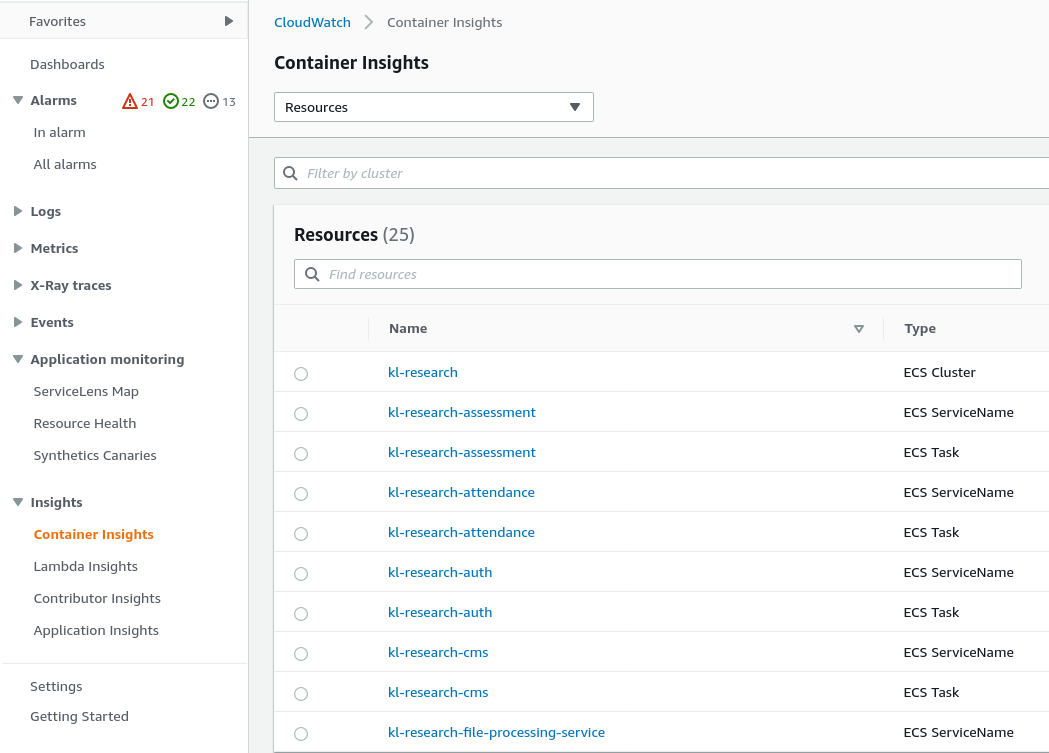 Favorites
Dashboards
Alarms 21 22 13
In alarm
All alarms
Logs
Metrics
X-Ray traces
Events
Application monitoring
ServiceLens Map
Resource Health
Synthetics Canaries
Insights
Container Insights
Lambda Insights
Contributor Insights
Application Insights
Settings
Getting Started
CloudWatch Container Insights
Container Insights
Resources
Filter by cluster
Resources (25)
Find resources
Name Type
kl-research ECS Cluster
kl-research-assessment ECS ServiceName
kl-research-assessment ECS Task
kl-research-attendance ECS ServiceName
kl-research-attendance ECS Task
kl-research-auth ECS ServiceName
kl-research-auth ECS Task
kl-research-cms ECS ServiceName
kl-research-cms ECS Task
kl-research-file-processing-service ECS ServiceName